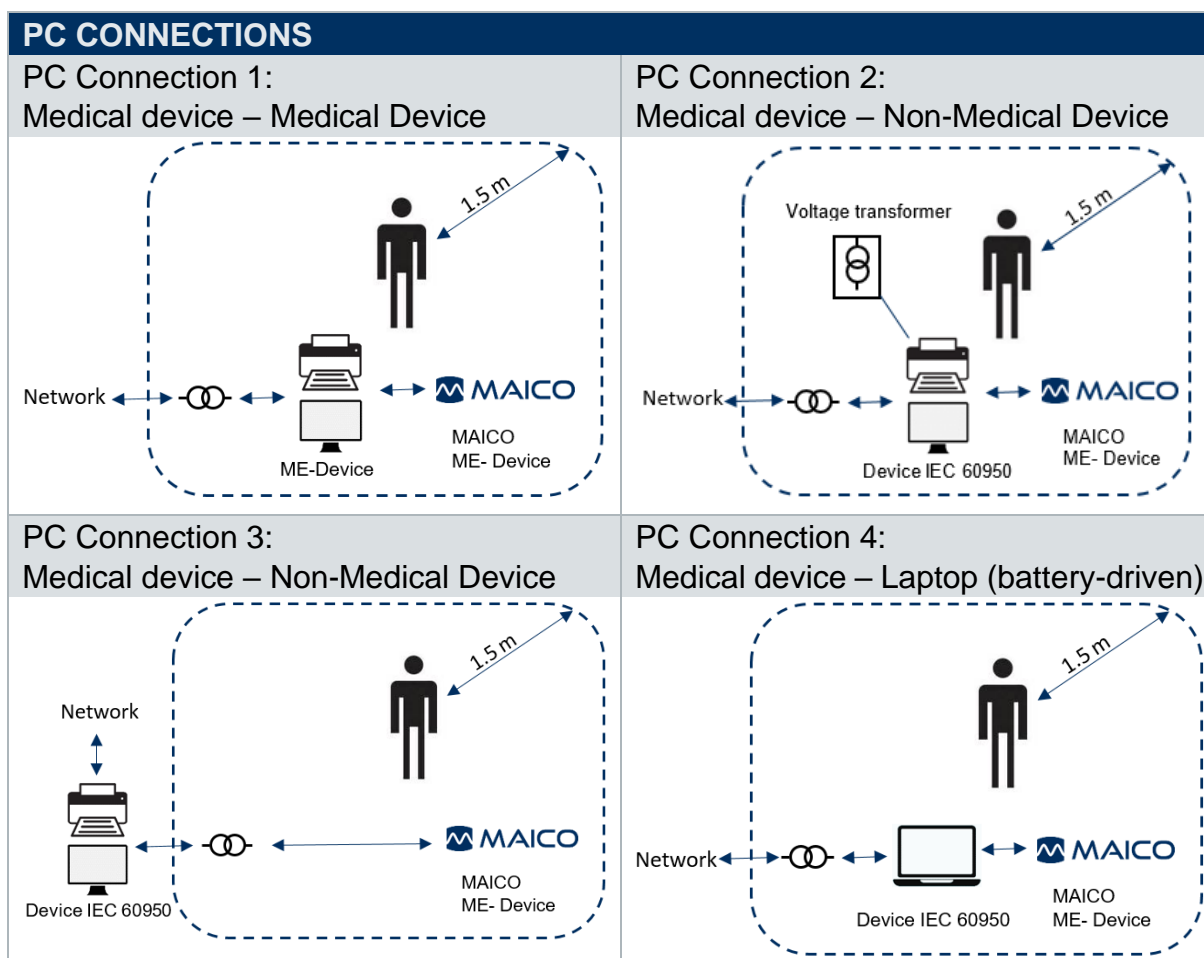 PC CONNECTIONS
PC Connection 1:
Medical device – Medical Device
1.5 m
Network
MAICO
MAICO
ME- Device
ME-Device
PC Connection 2:
Medical device – Non-Medical Device
Voltage transformer
1.5 m
Network
MAICO
MAICO
ME- Device
Device IEC 60950
PC Connection 3:
Medical device – Non-Medical Device
1.5 m
Network
MAICO
MAICO
ME- Device
Device IEC 60950
PC Connection 4:
Medical device – Laptop (battery-driven)
1.5 m
Network
MAICO
MAICO
ME- Device
Device IEC 60950